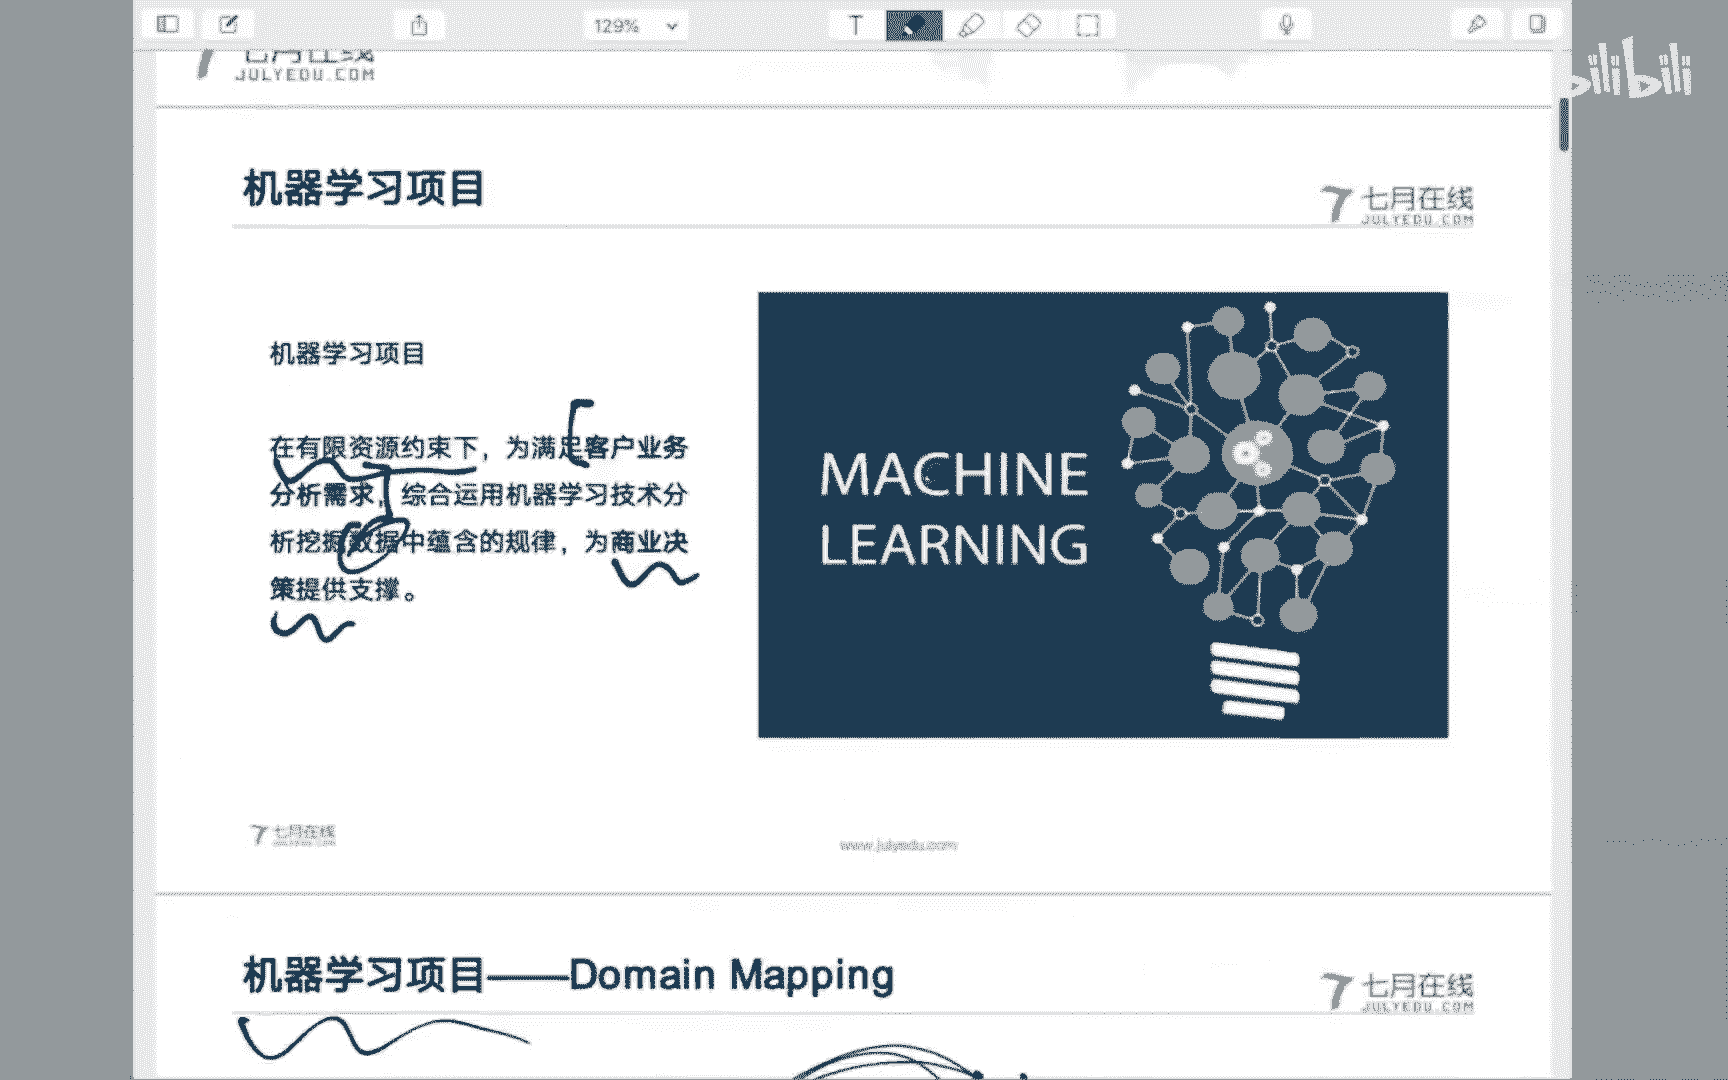 129%
T
bilibili
七月在线
JULYEDU.COM
机器学习项目
七月在线
JULYEDU.COM
机器学习项目
在有限资源约束下，为满足客户业务
分析需求，综合运用机器学习技术分
析挖掘数据中蕴含的规律，为商业决
策提供支撑。
MACHINE
LEARNING
七月在线
www.julyedu.com
机器学习项目——Domain Mapping
七月在线
JULYEDU.COM